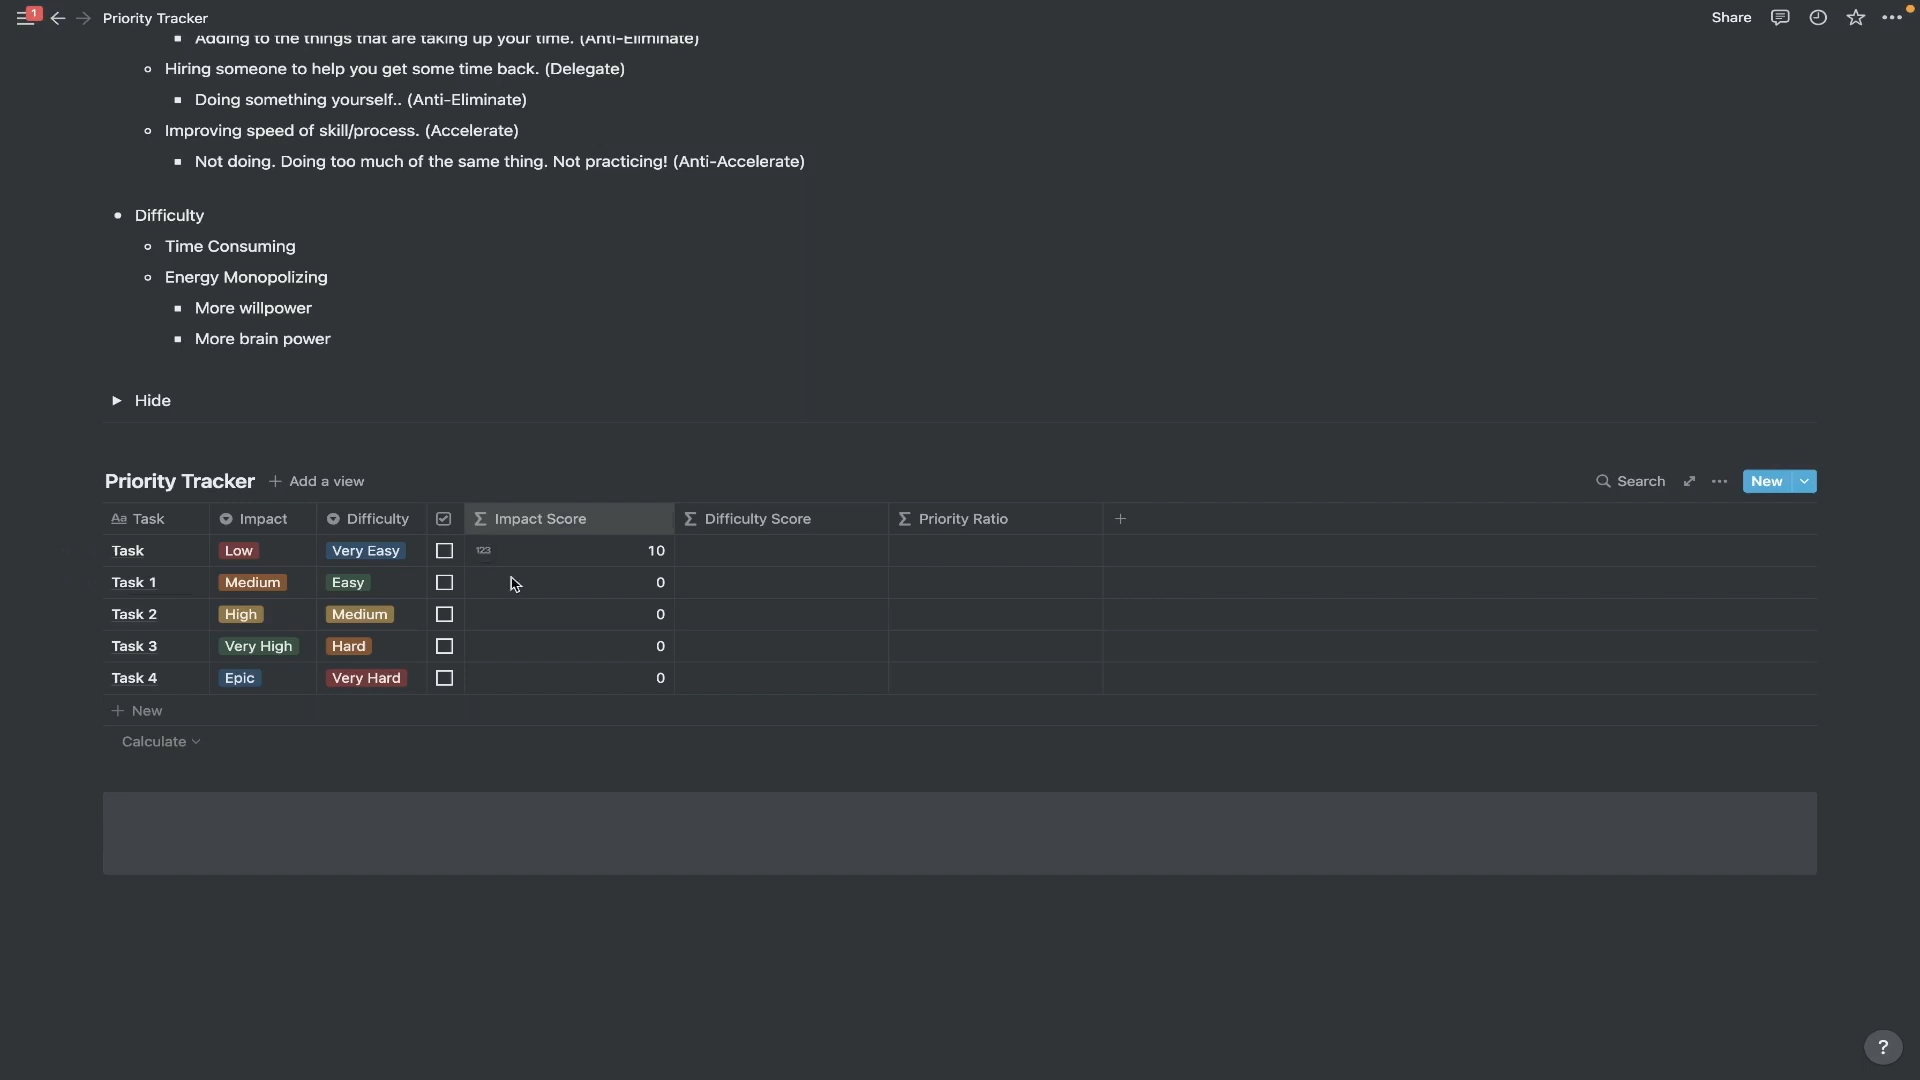 1
Priority Tracker
Share
Adding to the things that are taking up your time. (Anti-Eliminate)
Hiring someone to help you get some time back. (Delegate)
Doing something yourself.. (Anti-Eliminate)
Improving speed of skill/process. (Accelerate)
Not doing. Doing too much of the same thing. Not practicing! (Anti-Accelerate)
Difficulty
Time Consuming
Energy Monopolizing
More willpower
More brain power
Hide
Priority Tracker + Add a view Search New
Aa Task Impact Difficulty Σ Impact Score Σ Difficulty Score Σ Priority Ratio +
Task Low Very Easy 123 10
Task 1 Medium Easy 0
Task 2 High Medium 0
Task 3 Very High Hard 0
Task 4 Epic Very Hard 0
+ New
Calculate
?